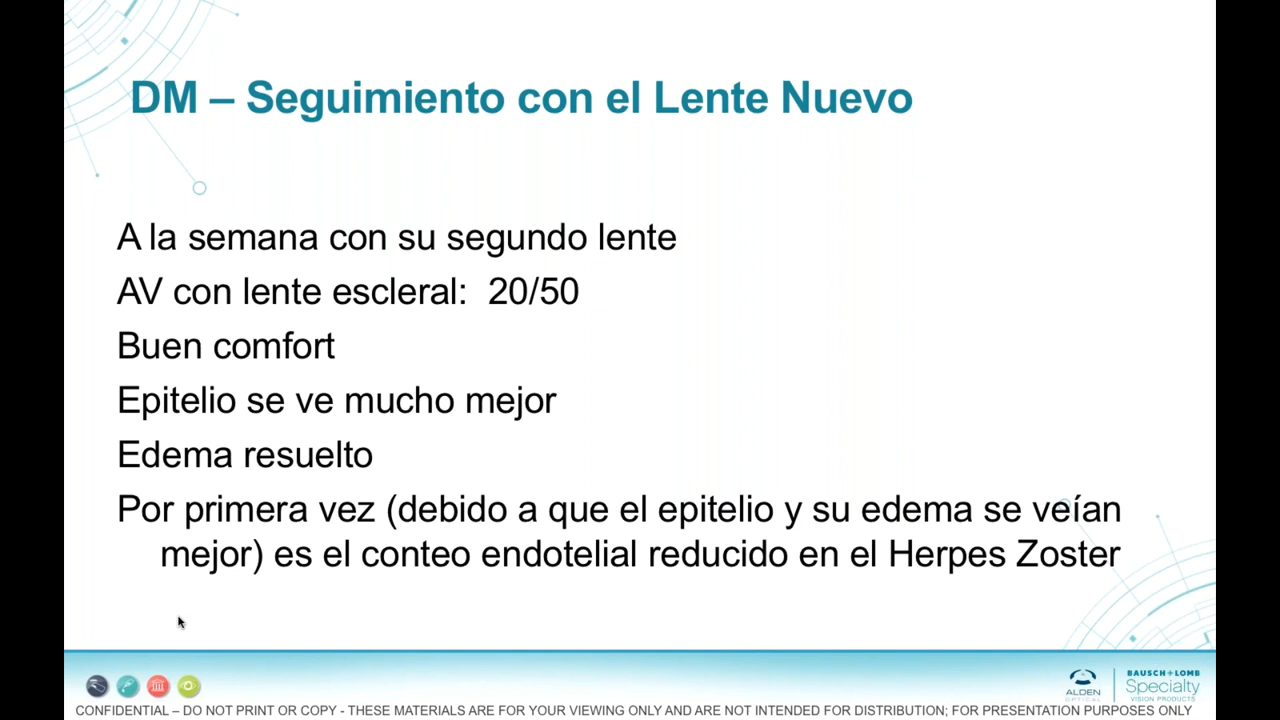 DM – Seguimiento con el Lente Nuevo
A la semana con su segundo lente
AV con lente escleral:  20/50
Buen comfort
Epitelio se ve mucho mejor
Edema resuelto
Por primera vez (debido a que el epitelio y su edema se veían
mejor) es el conteo endotelial reducido en el Herpes Zoster
ALDEN
OPTICAL
BAUSCH + LOMB
Specialty
VISION PRODUCTS
CONFIDENTIAL – DO NOT PRINT OR COPY - THESE MATERIALS ARE FOR YOUR VIEWING ONLY AND ARE NOT INTENDED FOR DISTRIBUTION; FOR PRESENTATION PURPOSES ONLY